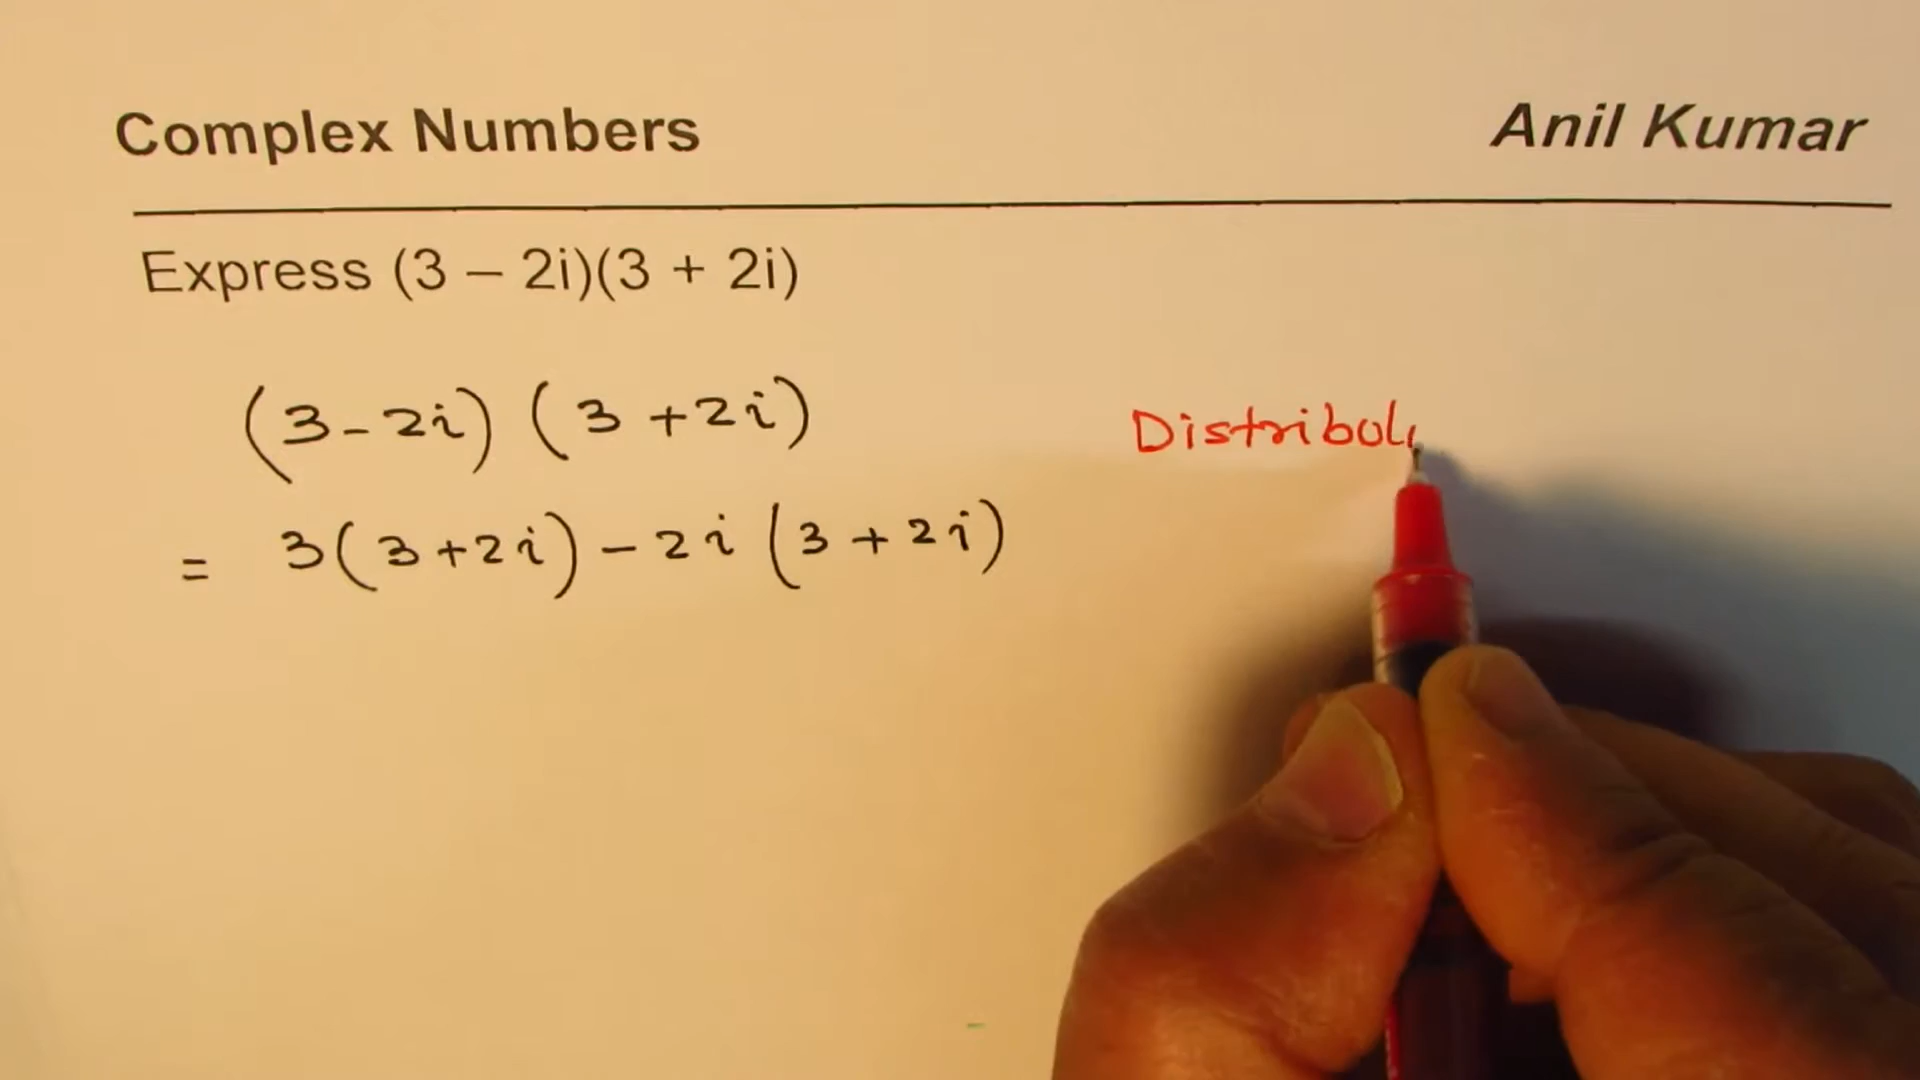 Complex Numbers Anil Kumar
Express (3 – 2i)(3 + 2i)
(3-2i) (3 +2i)
= 3(3+2i) - 2i (3 + 2i)